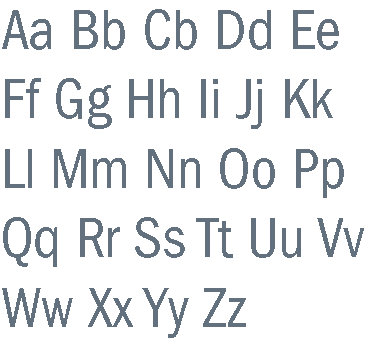 Aa Bb Cb Dd Ee
Ff Gg Hh Ii Jj Kk
Ll Mm Nn Oo Pp
Qq Rr Ss Tt Uu Vv
Ww Xx Yy Zz